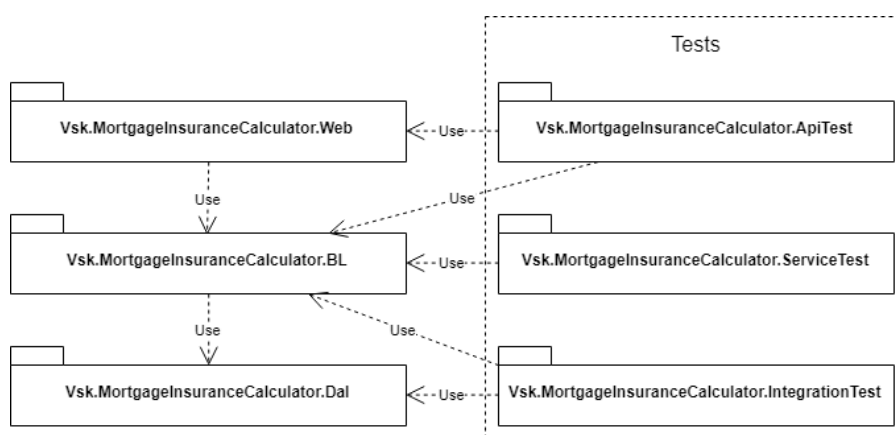 Tests
Vsk.MortgageInsuranceCalculator.Web
Use
Vsk.MortgageInsuranceCalculator.ApiTest
Use
Use
Vsk.MortgageInsuranceCalculator.BL
Use
Vsk.MortgageInsuranceCalculator.ServiceTest
Use
Use
Vsk.MortgageInsuranceCalculator.Dal
Use
Vsk.MortgageInsuranceCalculator.IntegrationTest